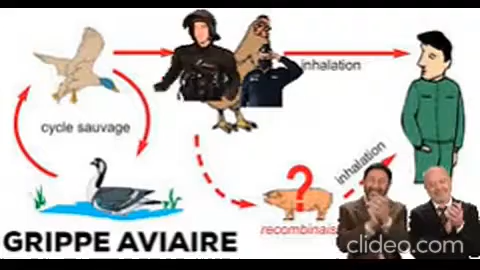 inhalation
cycle sauvage
?
inhalation
recombinais
GRIPPE AVIAIRE
clideo.com